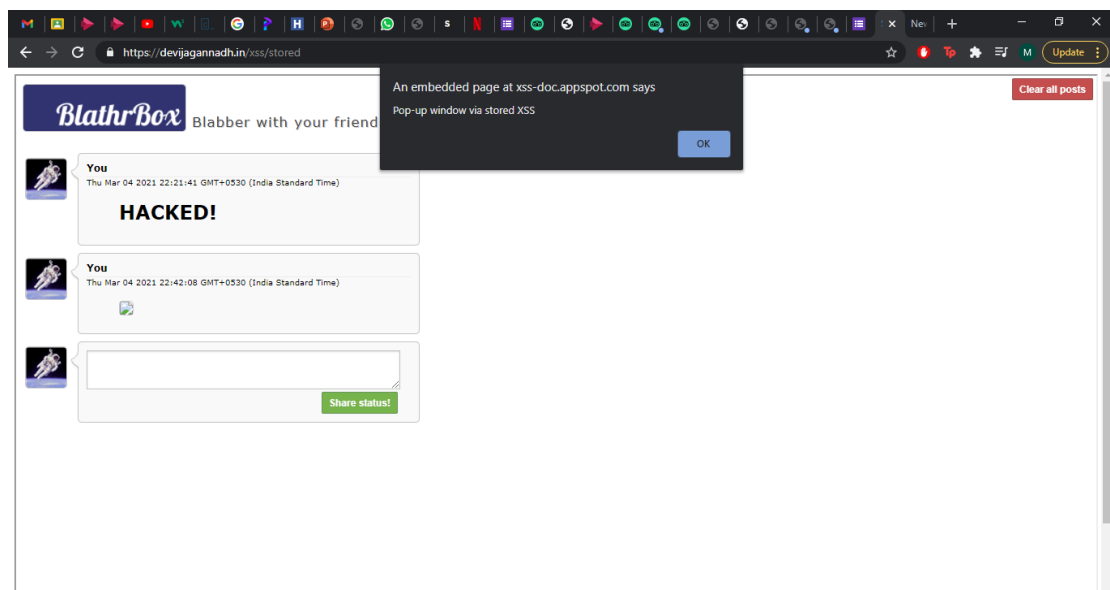 s
New
https://devijagannadh.in/xss/stored
Tp
M
Update
BlathrBox
Blabber with your friend
An embedded page at xss-doc.appspot.com says
Pop-up window via stored XSS
OK
Clear all posts
You
Thu Mar 04 2021 22:21:41 GMT+0530 (India Standard Time)
HACKED!
You
Thu Mar 04 2021 22:42:08 GMT+0530 (India Standard Time)
Share status!